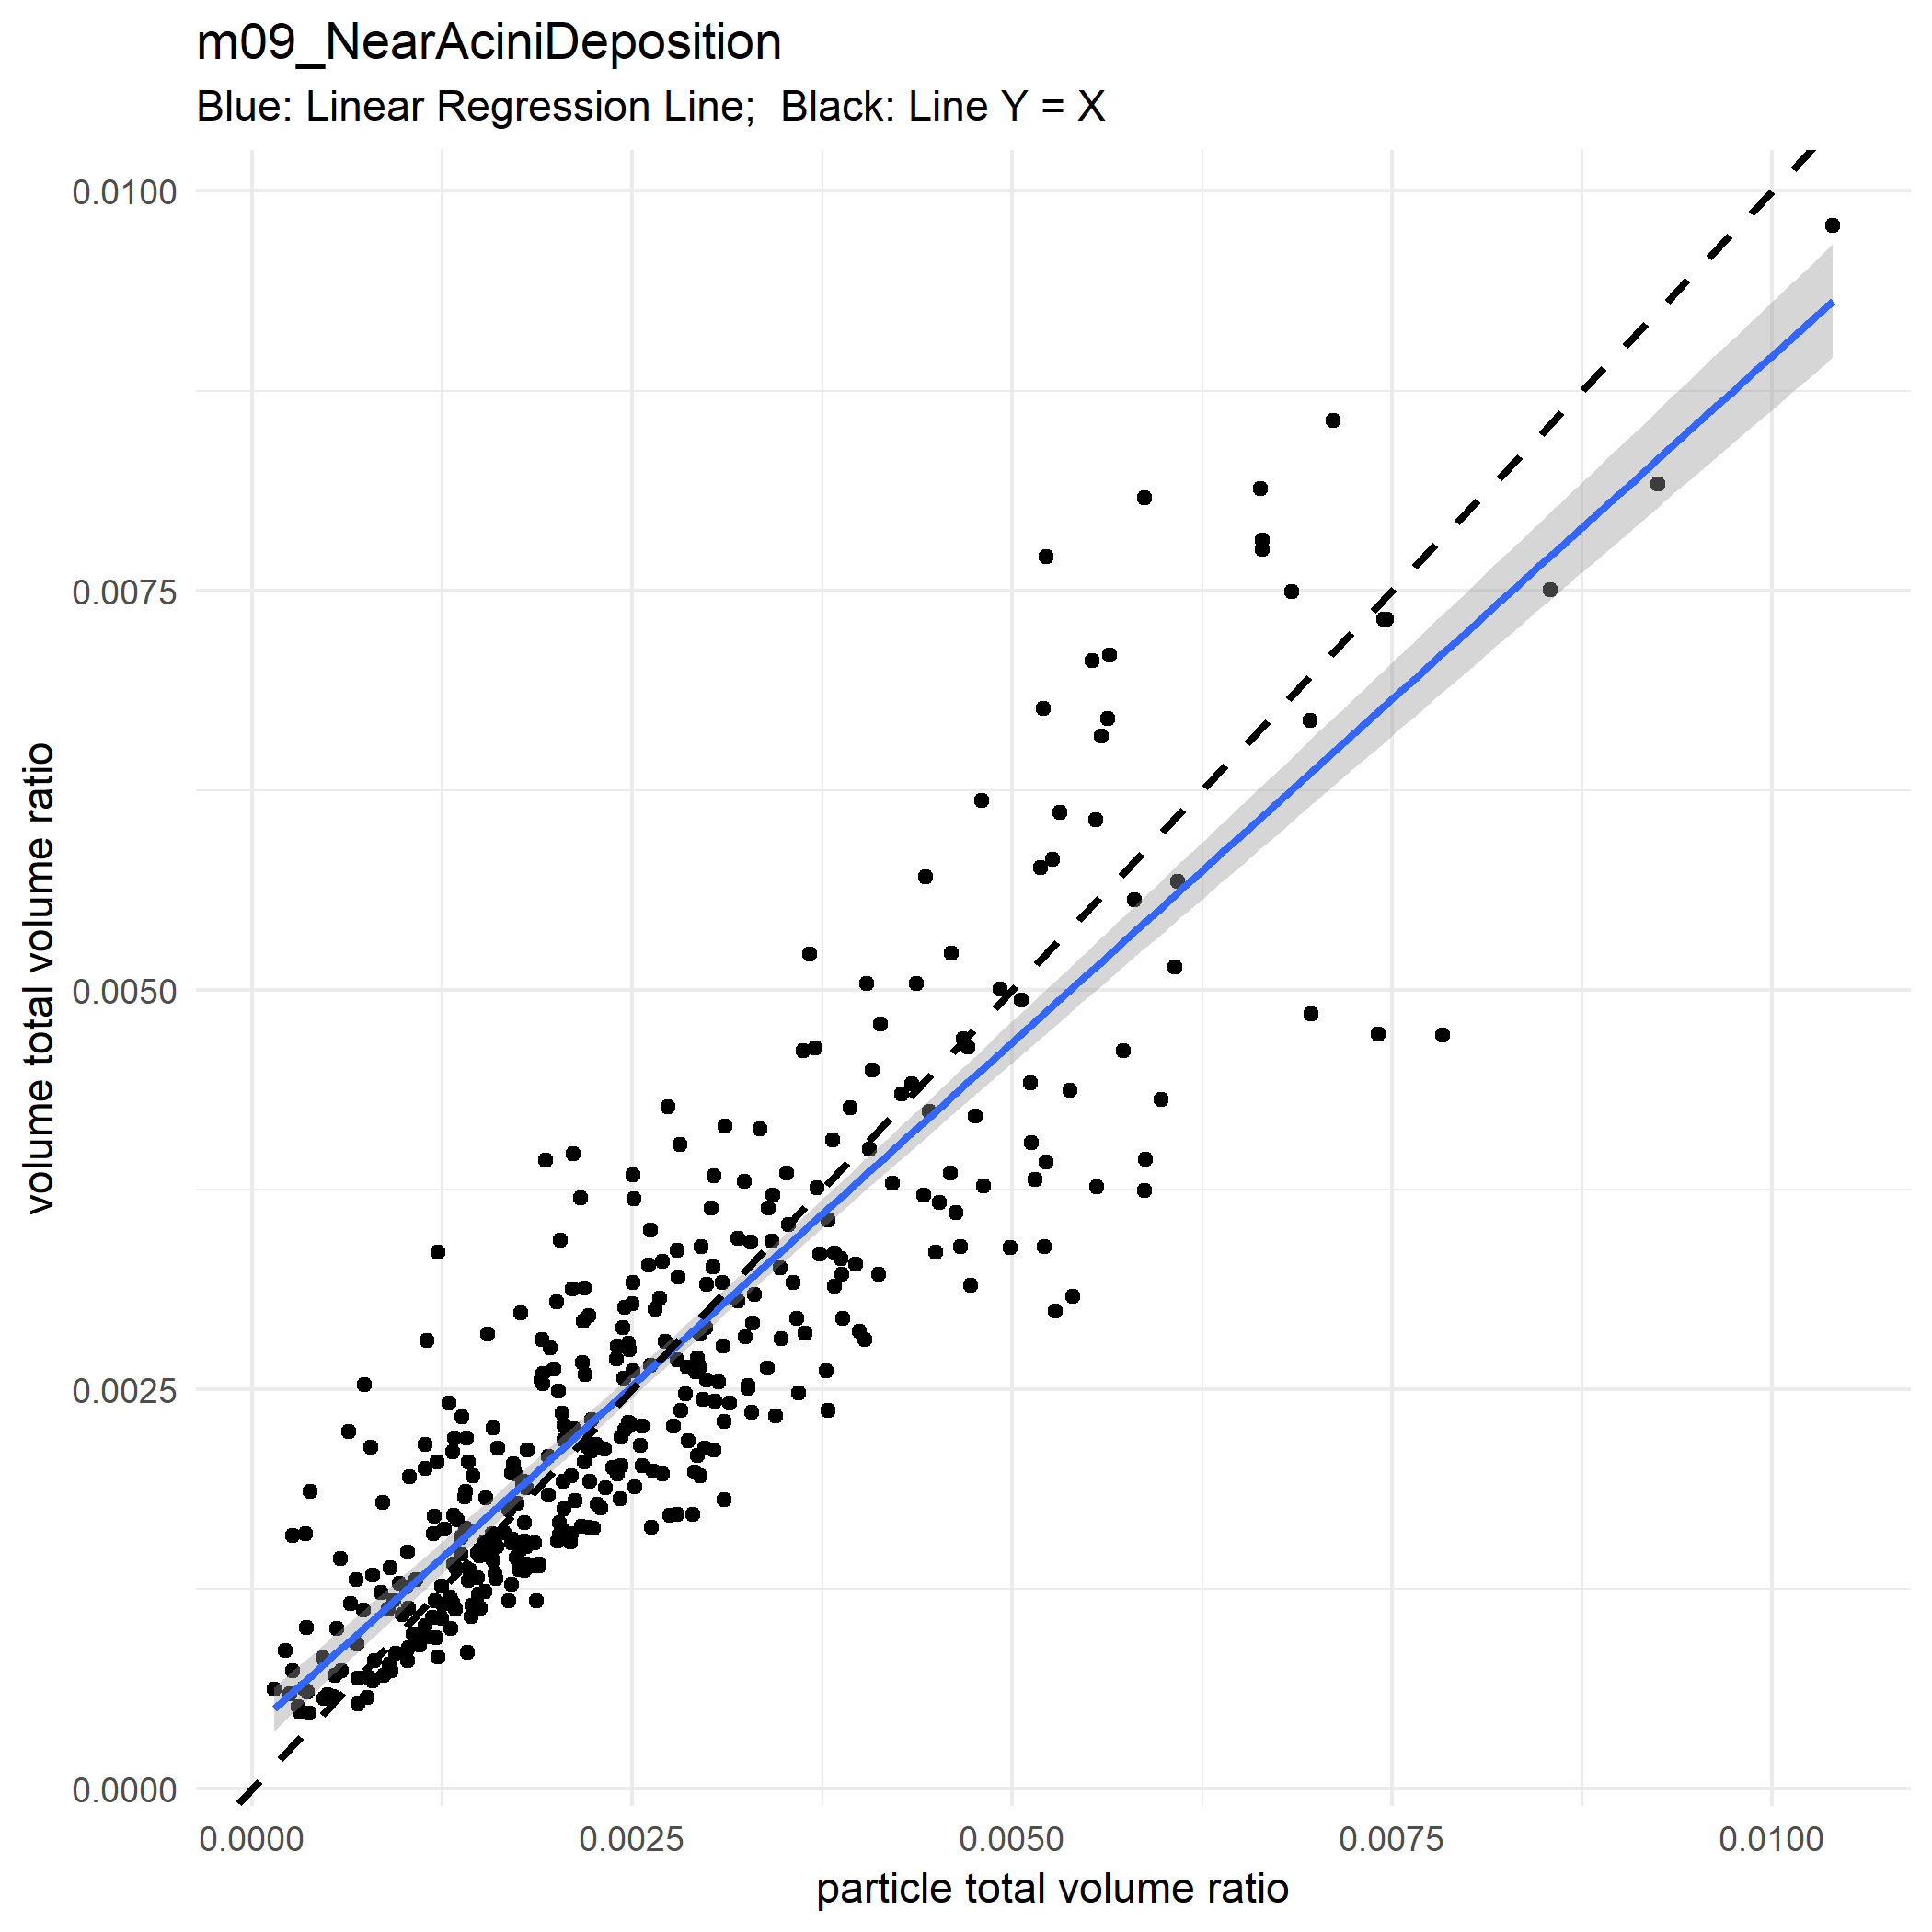 m09_NearAciniDeposition
Blue: Linear Regression Line;  Black: Line Y = X
0.0100
0.0075
0.0050
0.0025
0.0000
volume total volume ratio
0.0000 0.0025 0.0050 0.0075 0.0100
particle total volume ratio